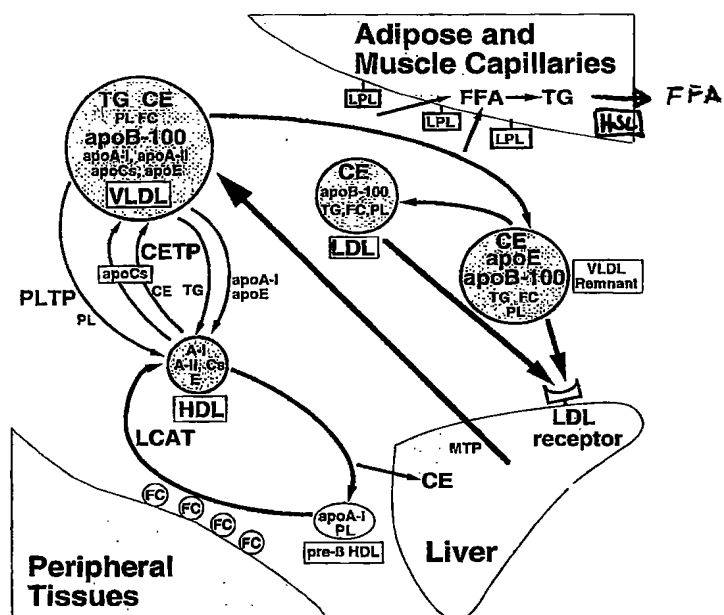 Adipose and
Muscle Capillaries
LPL
FFA
TG
FFA
HSL
LPL
LPL
TG CE
PL FC
apoB-100
apoA-I, apoA-II
apoCs, apoE
VLDL
CE
apoB-100
TG,FC,PL
LDL
CE
apoE
apoB-100
TG FC
PL
VLDL
Remnant
CETP
apoCs
CE TG
apoA-I
apoE
PLTP
PL
A-I
A-II, Cs
E
HDL
LCAT
LDL
receptor
MTP
CE
FC
FC
FC
FC
apoA-I
PL
pre-ß HDL
Liver
Peripheral
Tissues